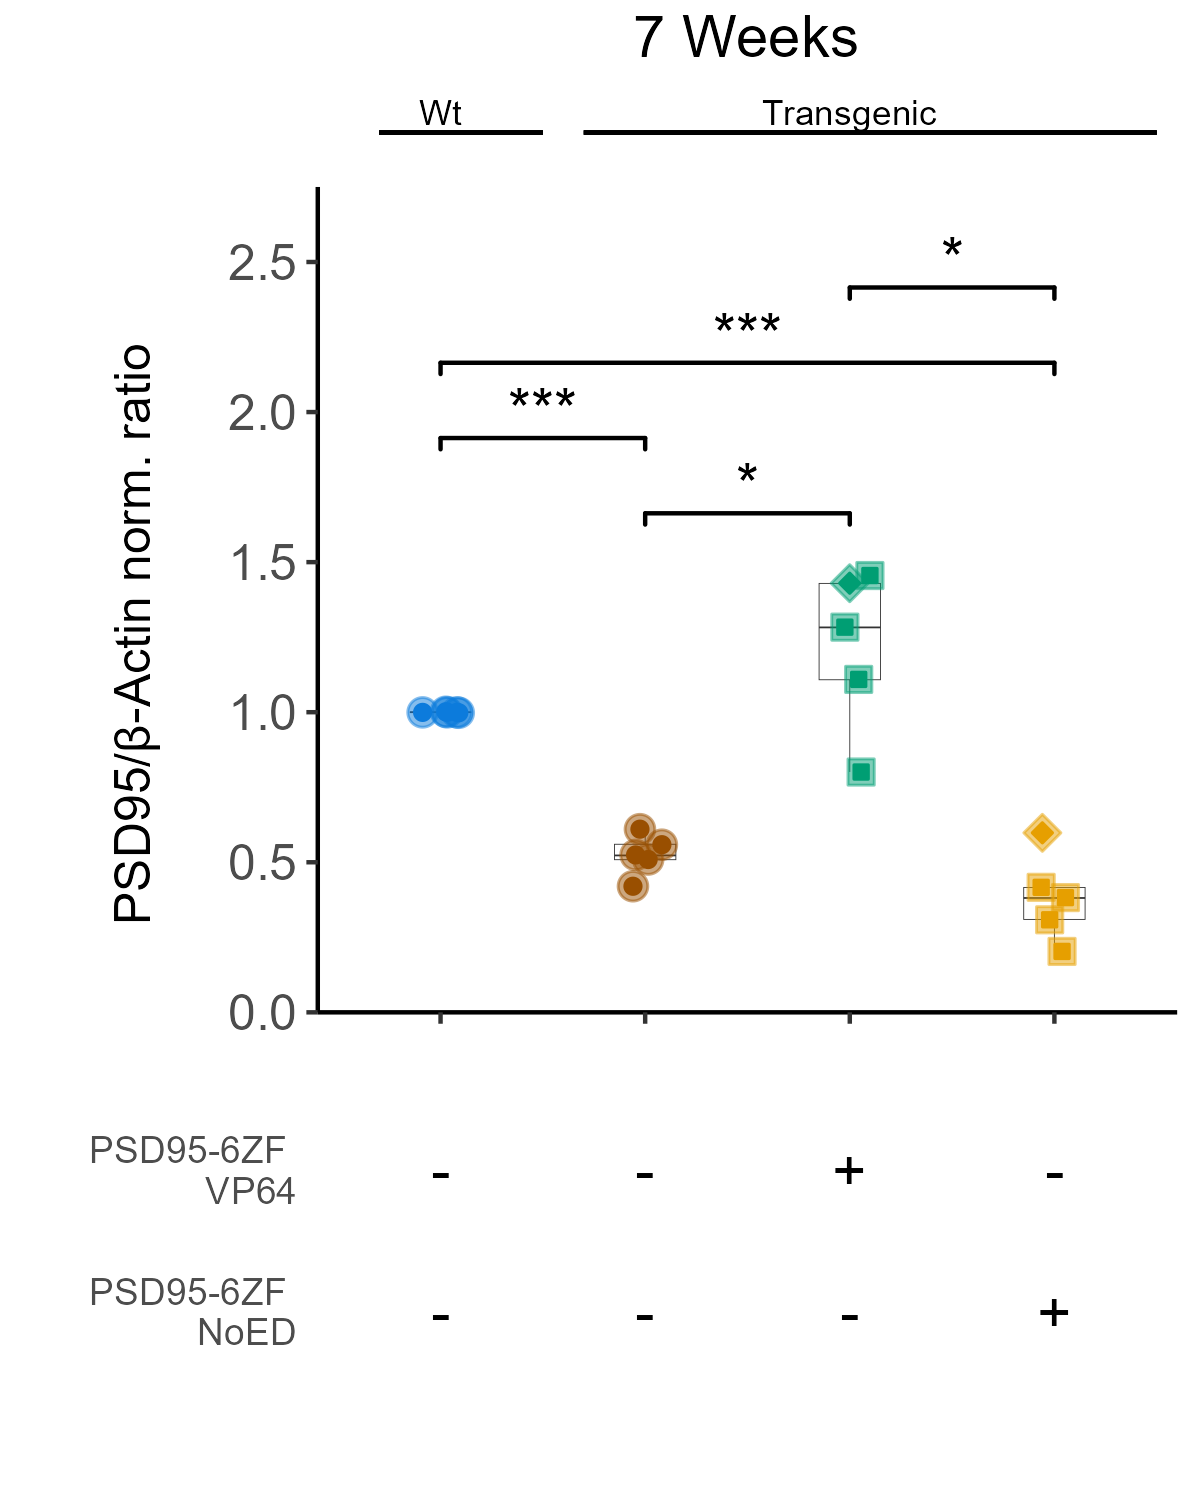 7 Weeks
Wt
Transgenic
PSD95/β-Actin norm. ratio
2.5
2.0
1.5
1.0
0.5
0.0
*
***
***
*
PSD95-6ZF
VP64
- - + -
PSD95-6ZF
NoED
- - - +